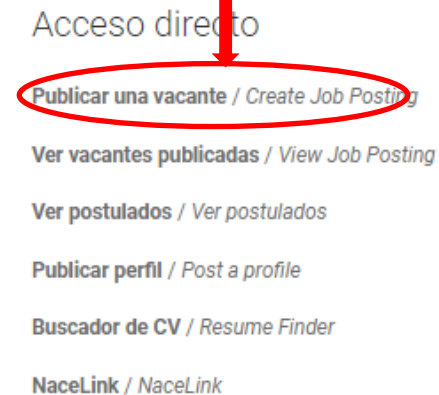 Acceso directo
Publicar una vacante / Create Job Posting
Ver vacantes publicadas / View Job Posting
Ver postulados / Ver postulados
Publicar perfil / Post a profile
Buscador de CV / Resume Finder
NaceLink / NaceLink